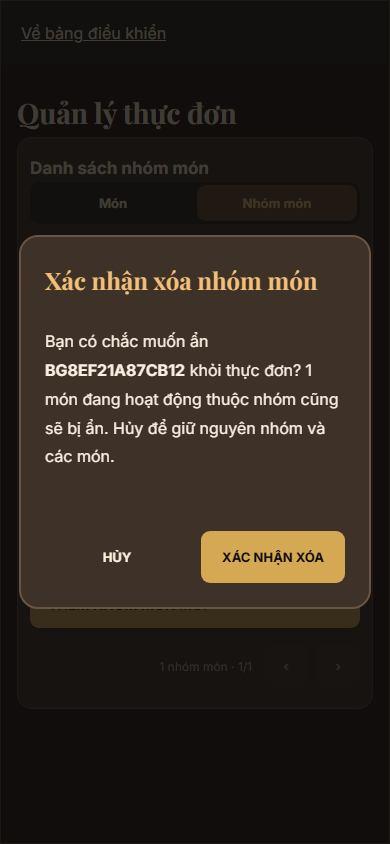 Về bảng điều khiển
Quản lý thực đơn
Danh sách nhóm món
Món
Nhóm món
Xác nhận xóa nhóm món
Bạn có chắc muốn ẩn
BG8EF21A87CB12 khỏi thực đơn? 1
món đang hoạt động thuộc nhóm cũng
sẽ bị ẩn. Hủy để giữ nguyên nhóm và
các món.
HỦY
XÁC NHẬN XÓA
1 nhóm món · 1/1